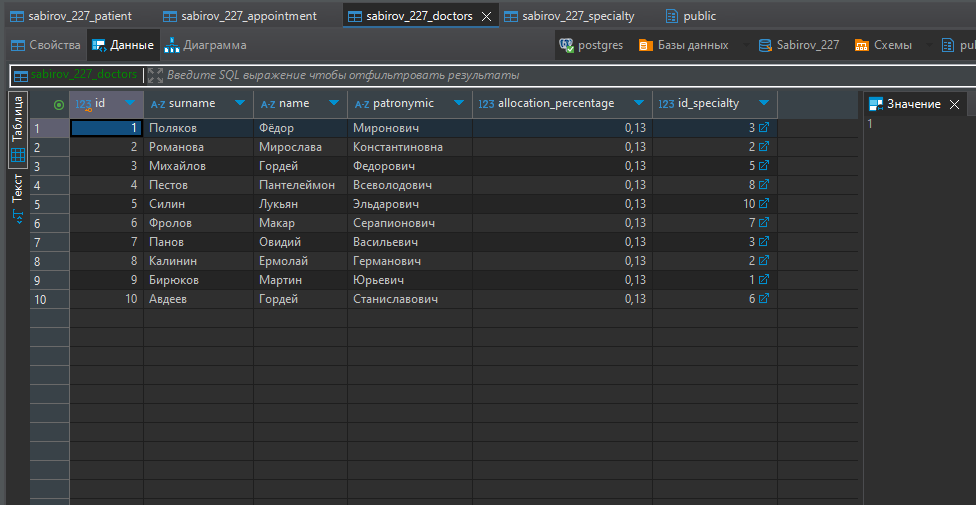 sabirov_227_patient sabirov_227_appointment sabirov_227_doctors sabirov_227_specialty public
Свойства Данные Диаграмма postgres Базы данных Sabirov_227 Схемы pu
sabirov_227_doctors Введите SQL выражение чтобы отфильтровать результаты
Таблица
Текст
123 id A-Z surname A-Z name A-Z patronymic 123 allocation_percentage 123 id_specialty Значение
1 1 Поляков Фёдор Миронович 0,13 3 1
2 2 Романова Мирослава Константиновна 0,13 2
3 3 Михайлов Гордей Федорович 0,13 5
4 4 Пестов Пантелеймон Всеволодович 0,13 8
5 5 Силин Лукьян Эльдарович 0,13 10
6 6 Фролов Макар Серапионович 0,13 7
7 7 Панов Овидий Васильевич 0,13 3
8 8 Калинин Ермолай Германович 0,13 2
9 9 Бирюков Мартин Юрьевич 0,13 1
10 10 Авдеев Гордей Станиславович 0,13 6